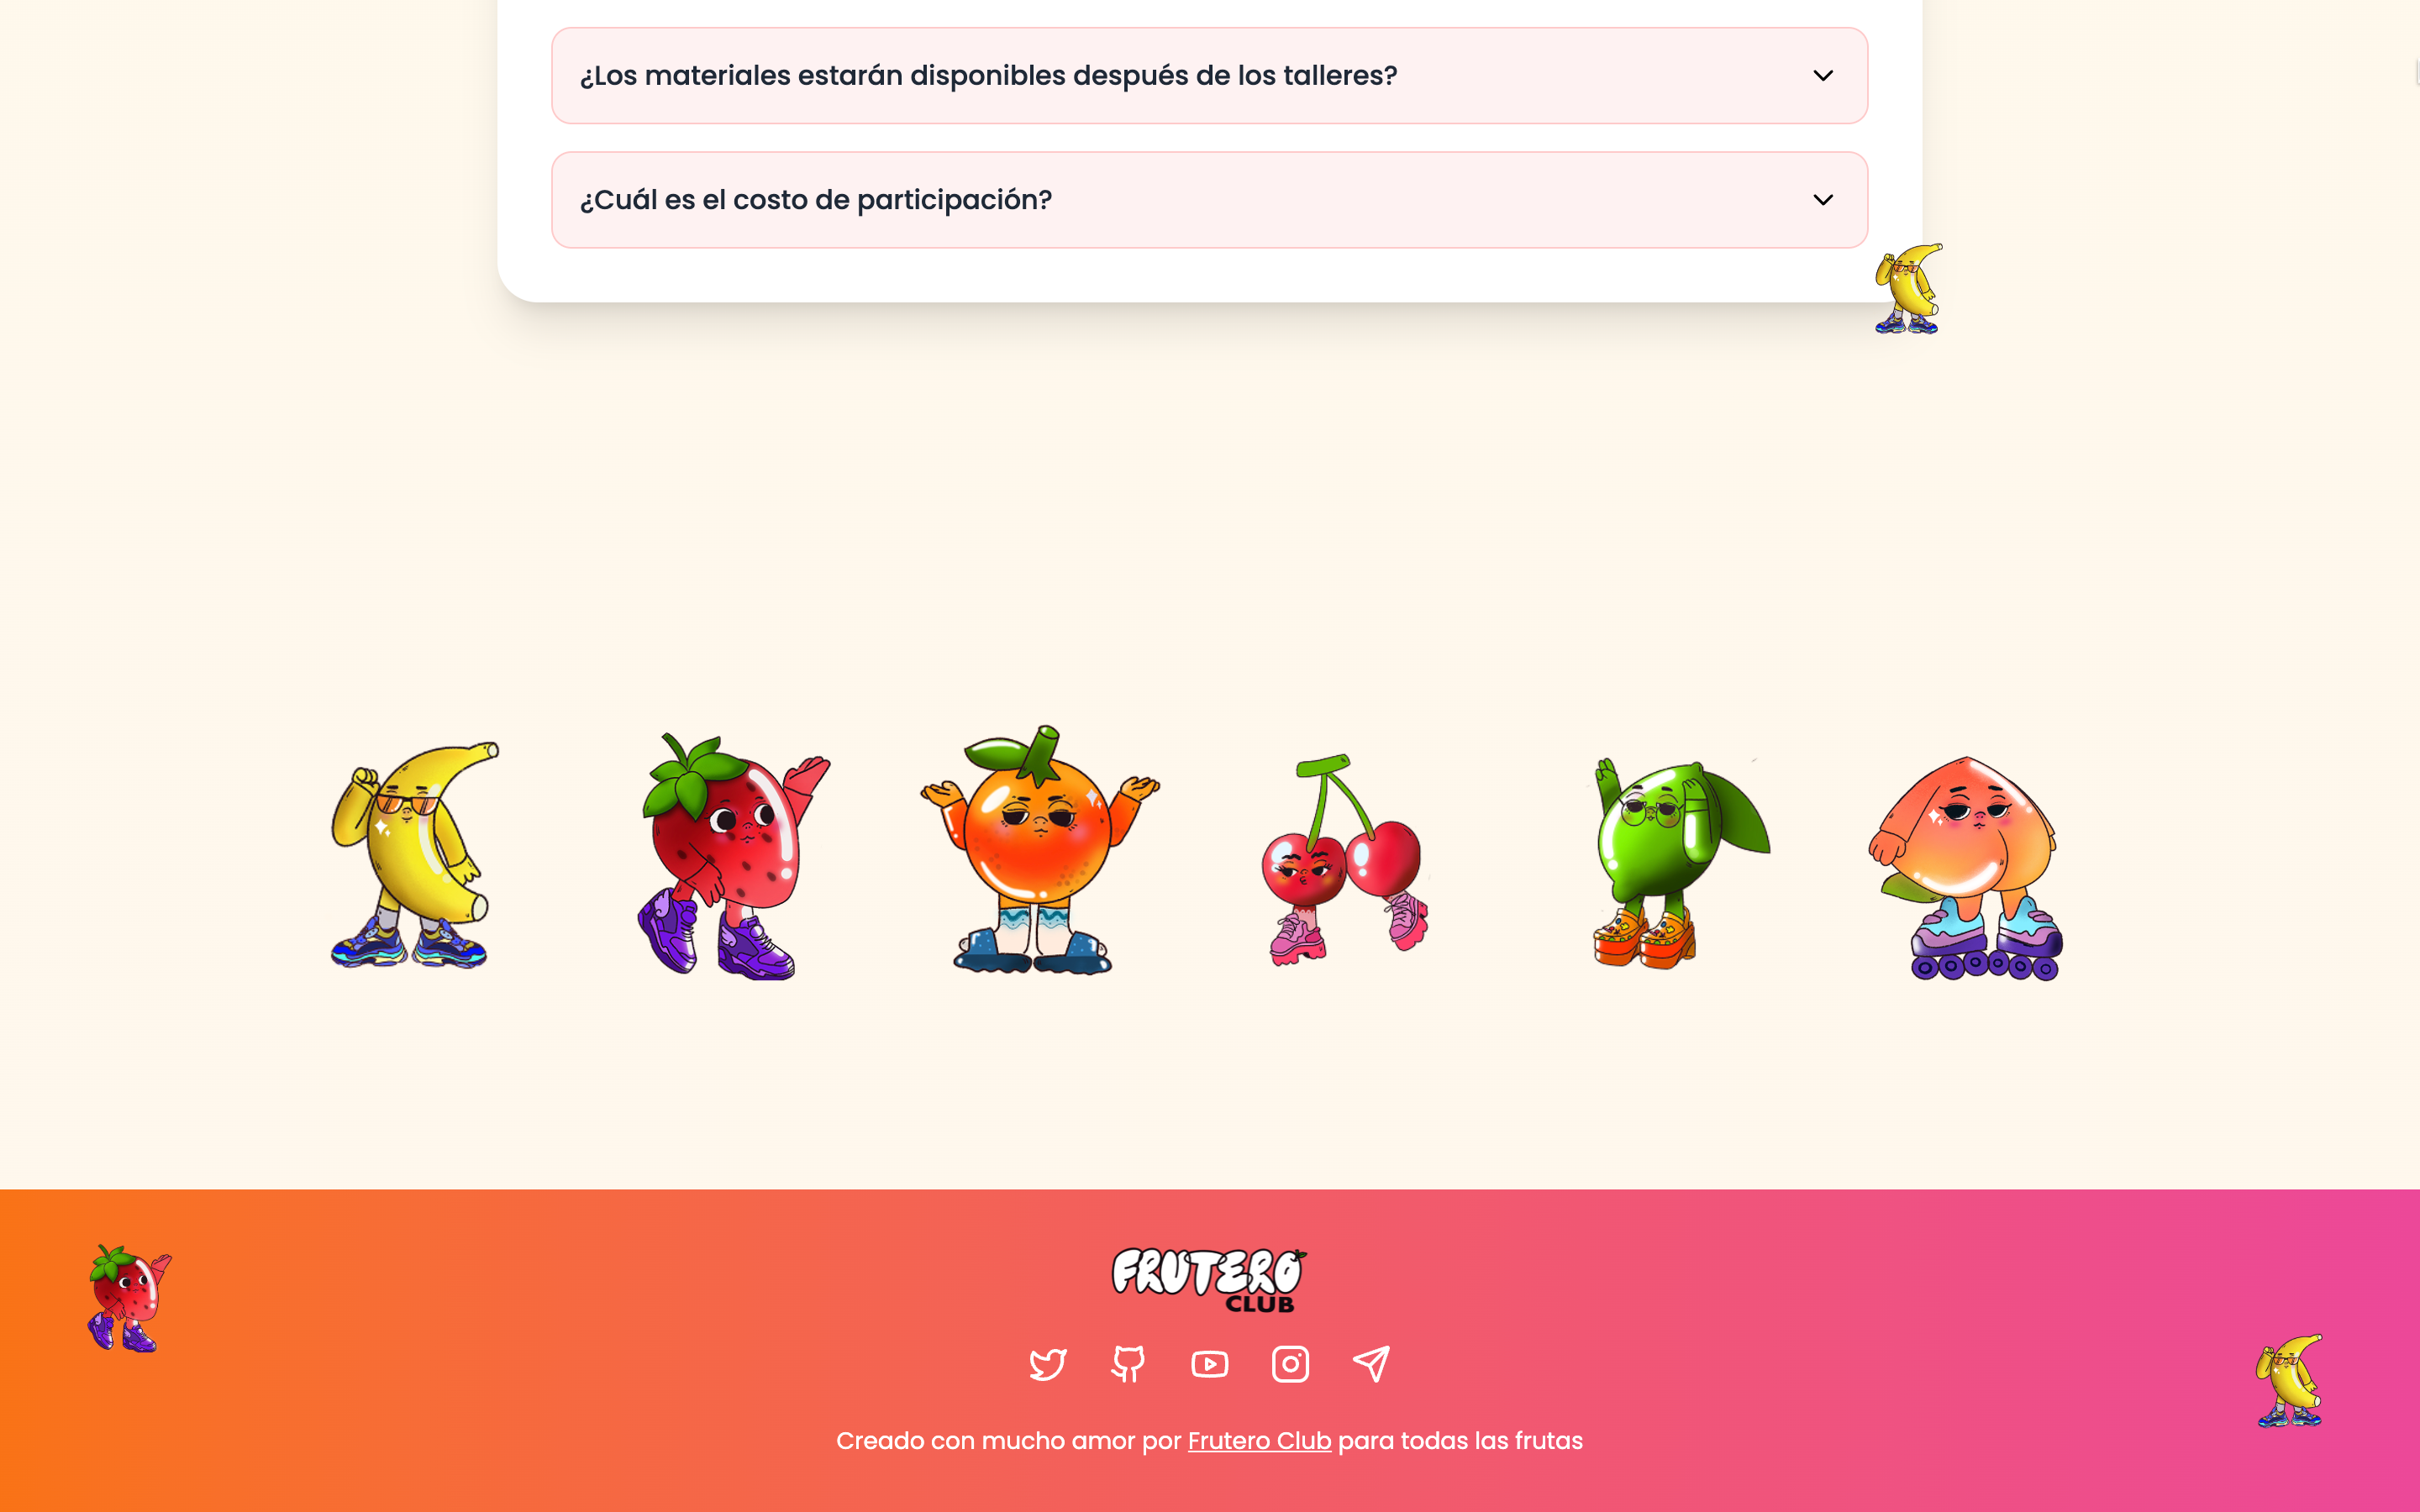 ¿Los materiales estarán disponibles después de los talleres?
¿Cuál es el costo de participación?
FRUTERO
CLUB
Creado con mucho amor por Frutero Club para todas las frutas